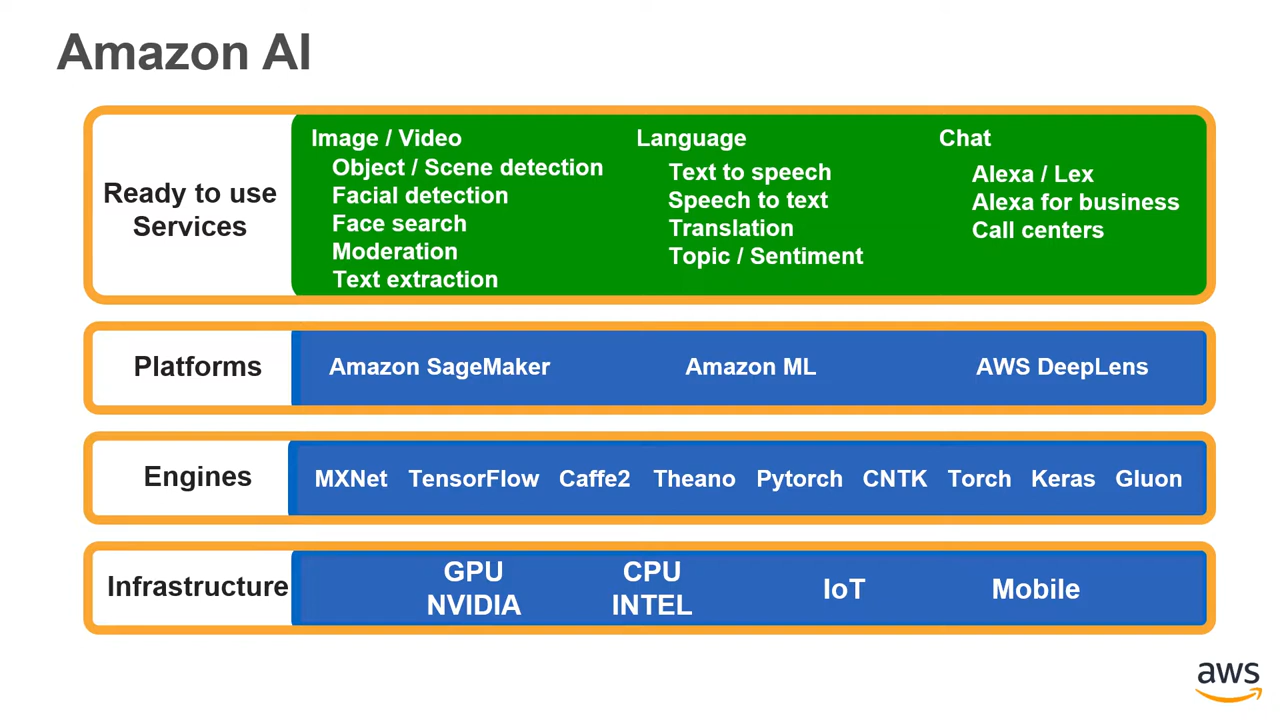 Amazon AI
Ready to use
Services
Image / Video
Object / Scene detection
Facial detection
Face search
Moderation
Text extraction
Language
Text to speech
Speech to text
Translation
Topic / Sentiment
Chat
Alexa / Lex
Alexa for business
Call centers
Platforms
Amazon SageMaker
Amazon ML
AWS DeepLens
Engines
MXNet TensorFlow Caffe2 Theano Pytorch CNTK Torch Keras Gluon
Infrastructure
GPU
NVIDIA
CPU
INTEL
IoT
Mobile
aws